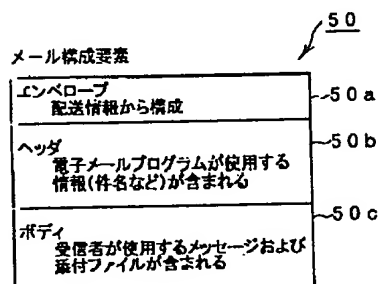 50
メール構成要素
エンベロープ
配送情報から構成
50a
ヘッダ
電子メールプログラムが使用する
情報(件名など)が含まれる
50b
ボディ
受信者が使用するメッセージおよび
添付ファイルが含まれる
50c